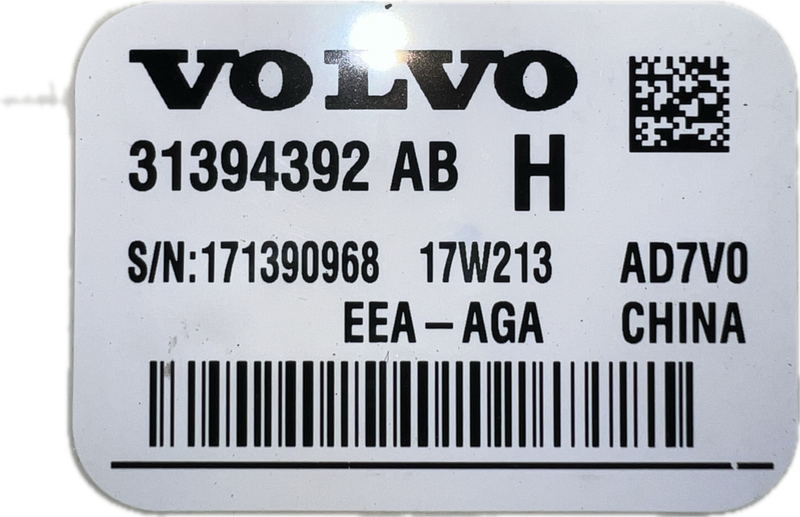 VOLVO
31394392 AB H
S/N:171390968 17W213 AD7V0
EEA-AGA CHINA